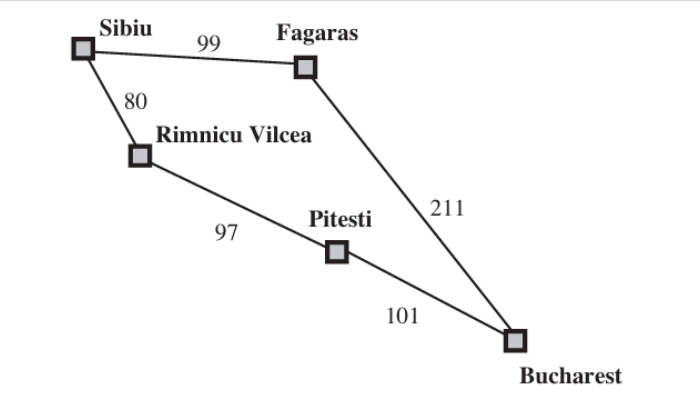 Sibiu
Fagaras
99
80
Rimnicu Vilcea
211
Pitesti
97
101
Bucharest